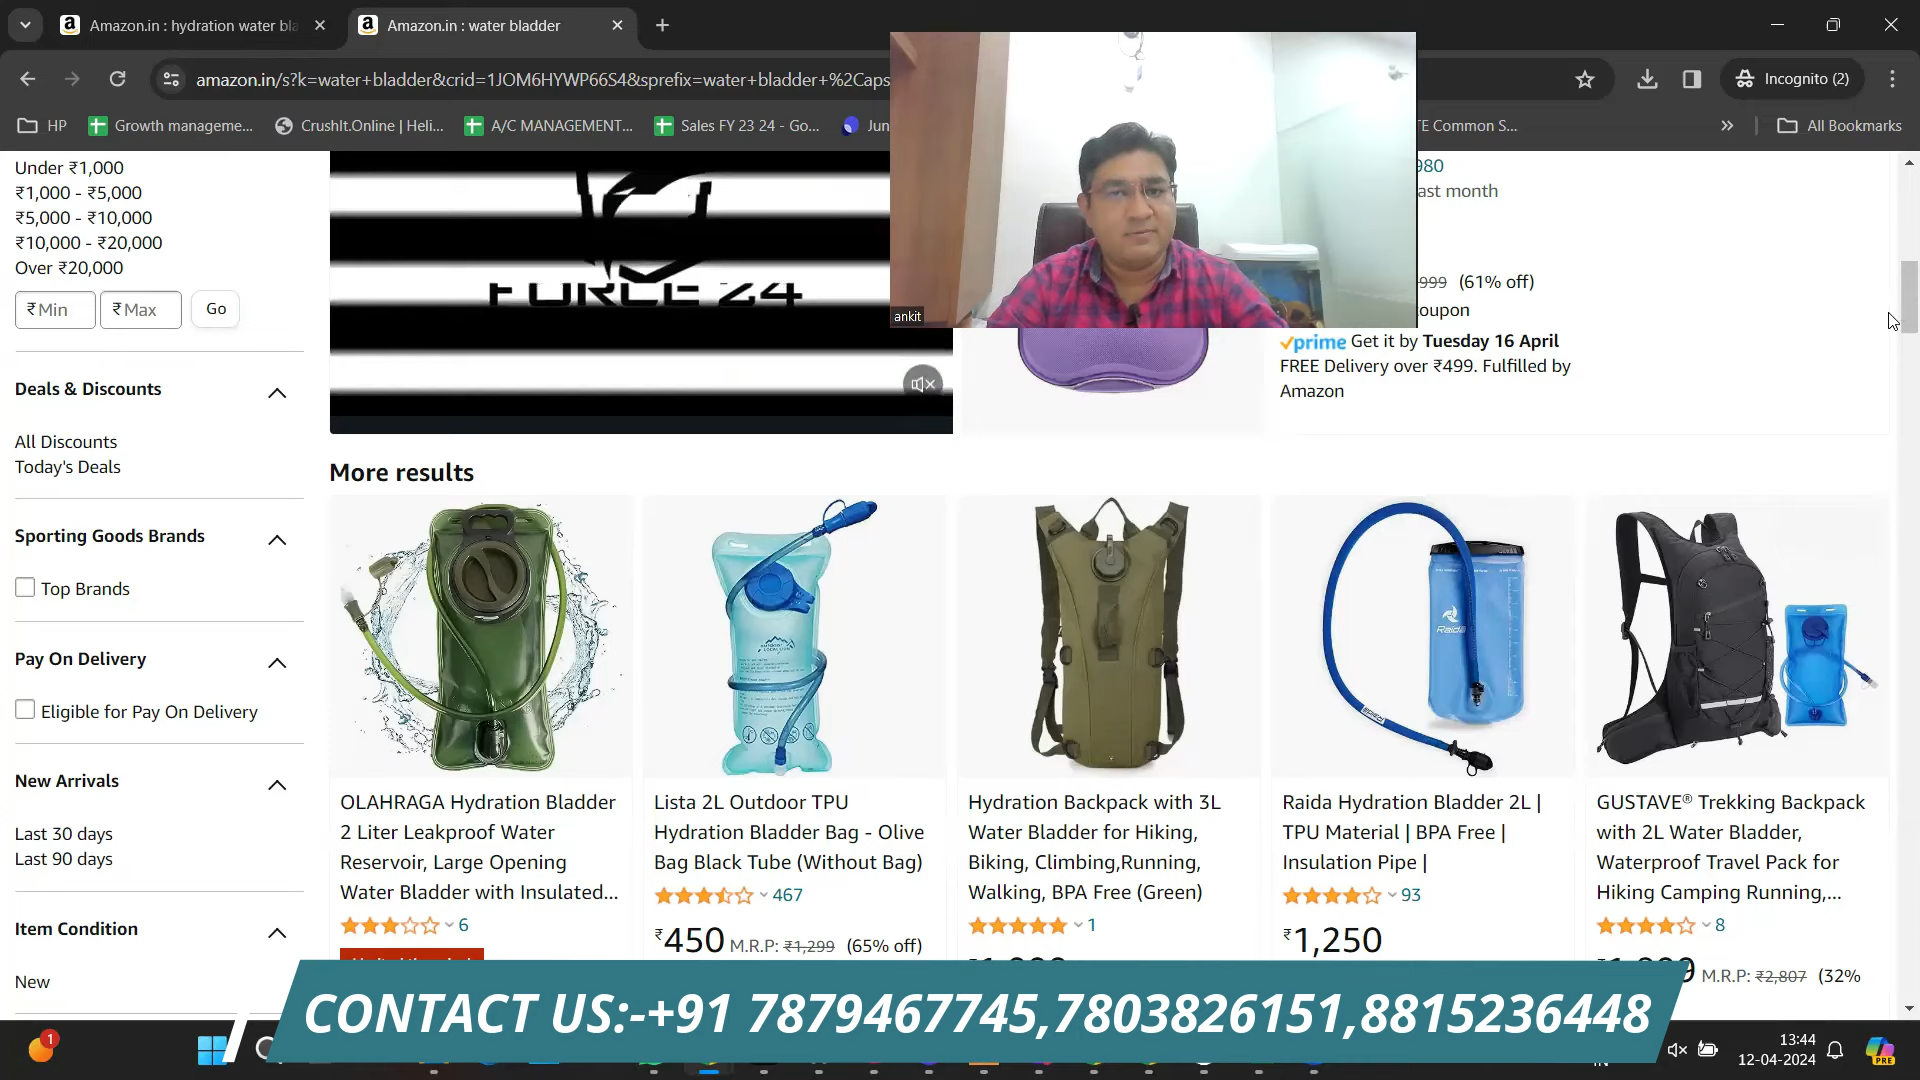 Amazon.in : hydration water bla
Amazon.in : water bladder
amazon.in/s?k=water+bladder&crid=1JOM6HYWP66S4&sprefix=water+bladder+%2Caps
Incognito (2)
HP
Growth manageme...
CrushIt.Online | Heli...
A/C MANAGEMENT...
Sales FY 23 24 - Go...
Jun
TE Common S...
All Bookmarks
Under ₹1,000
₹1,000 - ₹5,000
₹5,000 - ₹10,000
₹10,000 - ₹20,000
Over ₹20,000
₹ Min
₹ Max
Go
Deals & Discounts
All Discounts
Today's Deals
Sporting Goods Brands
Top Brands
Pay On Delivery
Eligible for Pay On Delivery
New Arrivals
Last 30 days
Last 90 days
Item Condition
New
FORCE 24
ankit
980
ast month
999 (61% off)
oupon
prime Get it by Tuesday 16 April
FREE Delivery over ₹499. Fulfilled by
Amazon
More results
Raida
OLAHRAGA Hydration Bladder
2 Liter Leakproof Water
Reservoir, Large Opening
Water Bladder with Insulated...
6
Lista 2L Outdoor TPU
Hydration Bladder Bag - Olive
Bag Black Tube (Without Bag)
467
₹450 M.R.P: ₹1,299 (65% off)
Hydration Backpack with 3L
Water Bladder for Hiking,
Biking, Climbing,Running,
Walking, BPA Free (Green)
1
Raida Hydration Bladder 2L |
TPU Material | BPA Free |
Insulation Pipe |
93
₹1,250
GUSTAVE® Trekking Backpack
with 2L Water Bladder,
Waterproof Travel Pack for
Hiking Camping Running,...
8
M.R.P: ₹2,807 (32%
CONTACT US:-+91 7879467745,7803826151,8815236448
1
13:44
12-04-2024
PRE